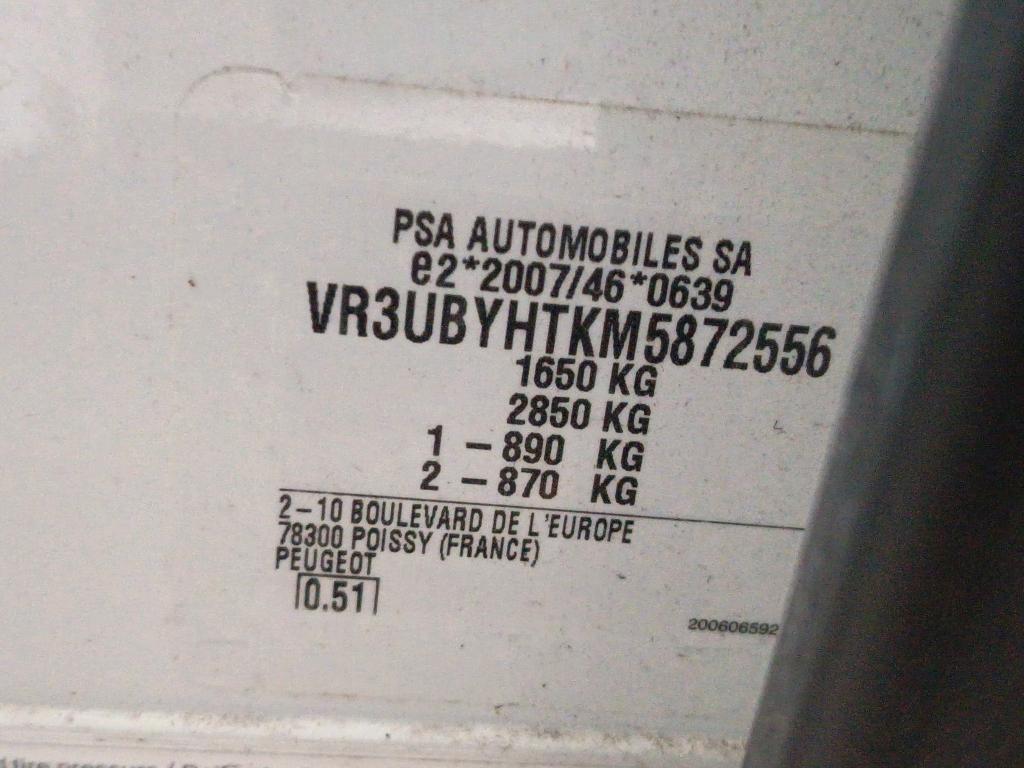 PSA AUTOMOBILES SA
e2*2007/46*0639
VR3UBYHTKM5872556
1650 KG
2850 KG
1 – 890 KG
2 – 870 KG
2–10 BOULEVARD DE L'EUROPE
78300 POISSY (FRANCE)
PEUGEOT
0.51
200606592